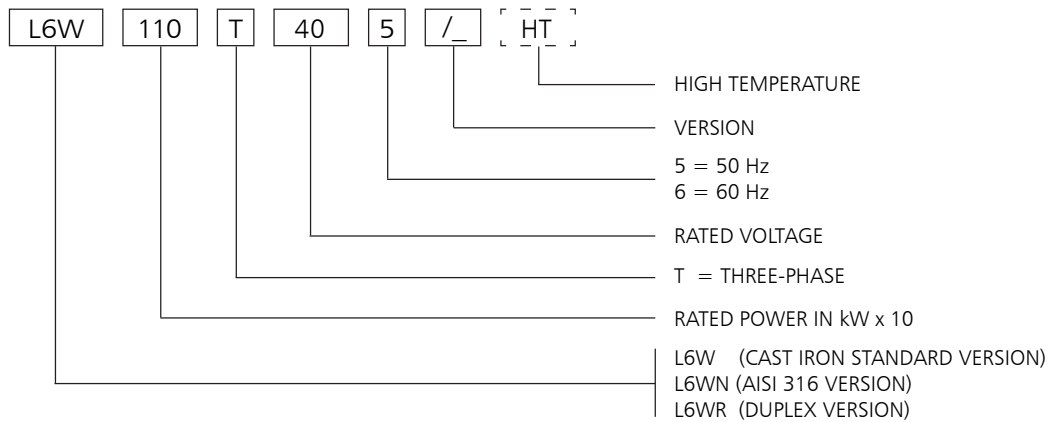 L6W 110 T 40 5 /_ HT
HIGH TEMPERATURE
VERSION
5 = 50 Hz
6 = 60 Hz
RATED VOLTAGE
T = THREE-PHASE
RATED POWER IN kW x 10
L6W (CAST IRON STANDARD VERSION)
L6WN (AISI 316 VERSION)
L6WR (DUPLEX VERSION)